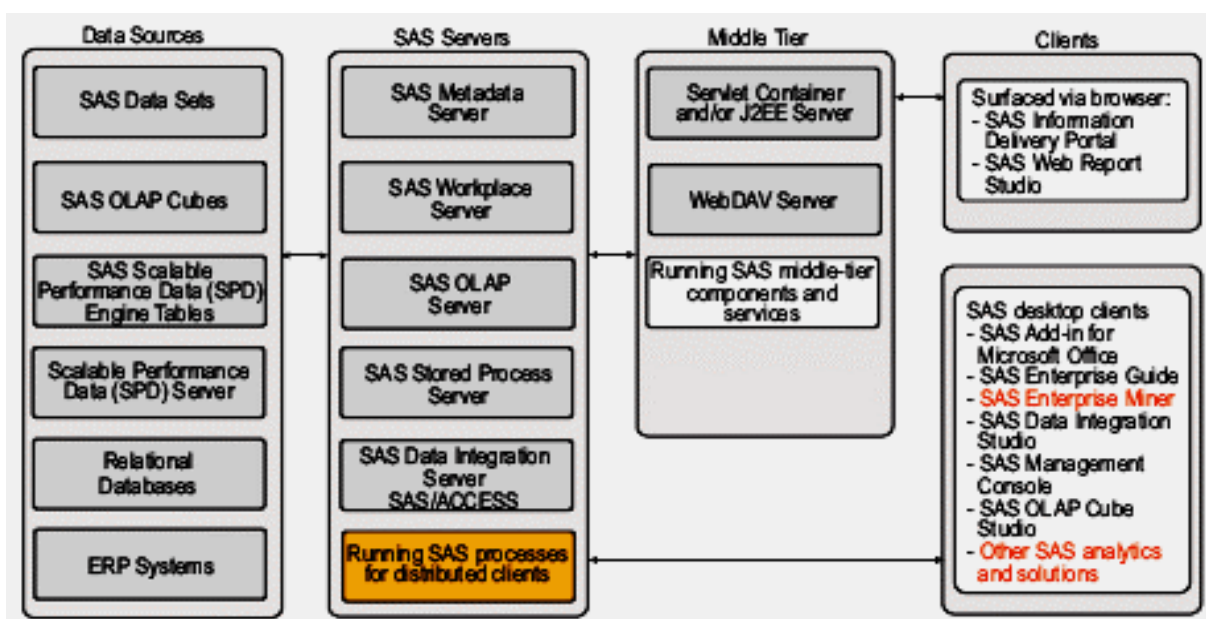 Data Sources
SAS Data Sets
SAS OLAP Cubes
SAS Scalable
Performance Data (SPD)
Engine Tables
Scalable Performance
Data (SPD) Server
Relational
Databases
ERP Systems
SAS Servers
SAS Metadata
Server
SAS Workplace
Server
SAS OLAP
Server
SAS Stored Process
Server
SAS Data Integration
Server
SAS/ACCESS
Running SAS processes
for distributed clients
Middle Tier
Servlet Container
and/or J2EE Server
WebDAV Server
Running SAS middle-tier
components and
services
Clients
Surfaced via browser:
- SAS Information
Delivery Portal
- SAS Web Report
Studio
SAS desktop clients
- SAS Add-in for
Microsoft Office
- SAS Enterprise Guide
- SAS Enterprise Miner
- SAS Data Integration
Studio
- SAS Management
Console
- SAS OLAP Cube
Studio
- Other SAS analytics
and solutions